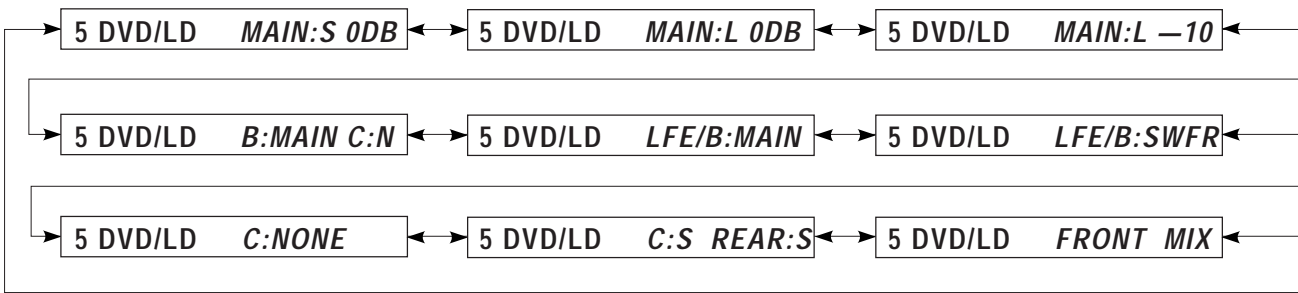 5 DVD/LD MAIN:S 0DB 5 DVD/LD MAIN:L 0DB 5 DVD/LD MAIN:L —10
5 DVD/LD B:MAIN C:N 5 DVD/LD LFE/B:MAIN 5 DVD/LD LFE/B:SWFR
5 DVD/LD C:NONE 5 DVD/LD C:S REAR:S 5 DVD/LD FRONT MIX